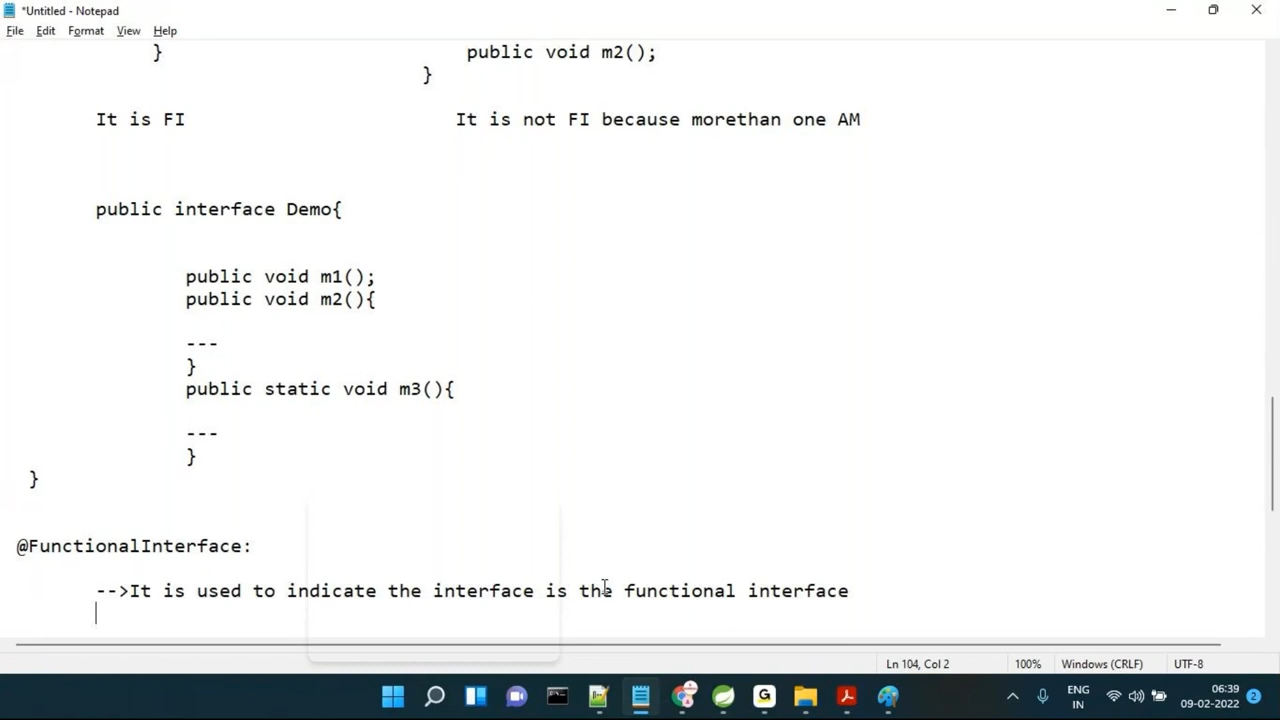 *Untitled - Notepad
File Edit Format View Help
} public void m2();
}
It is FI It is not FI because morethan one AM
public interface Demo{
public void m1();
public void m2(){
---
}
public static void m3(){
---
}
}
@FunctionalInterface:
-->It is used to indicate the interface is the functional interface
Ln 104, Col 2 100% Windows (CRLF) UTF-8
ENG
IN
06:39
09-02-2022
2